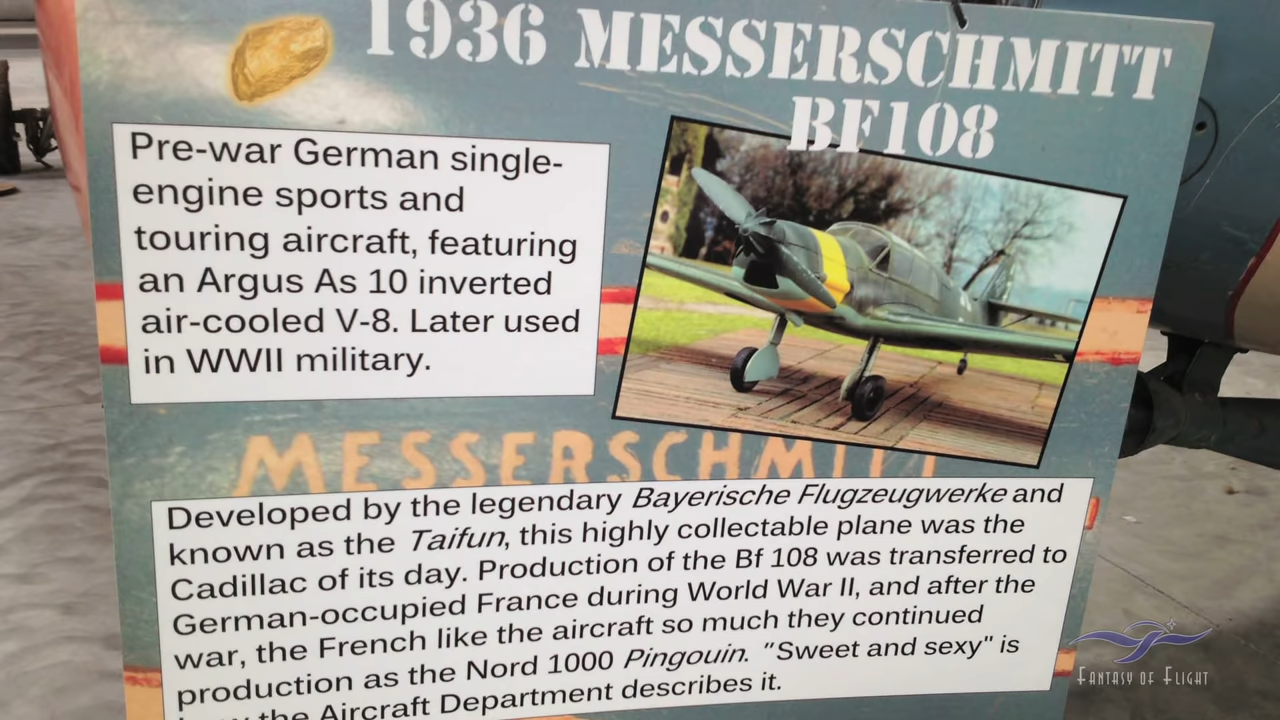 1936 MESSERSCHMITT
BF108
Pre-war German single-
engine sports and
touring aircraft, featuring
an Argus As 10 inverted
air-cooled V-8. Later used
in WWII military.
MESSERSCHMITT
Developed by the legendary Bayerische Flugzeugwerke and
known as the Taifun, this highly collectable plane was the
Cadillac of its day. Production of the Bf 108 was transferred to
German-occupied France during World War II, and after the
war, the French like the aircraft so much they continued
production as the Nord 1000 Pingouin. "Sweet and sexy" is
the Aircraft Department describes it.
FANTASY OF FLIGHT